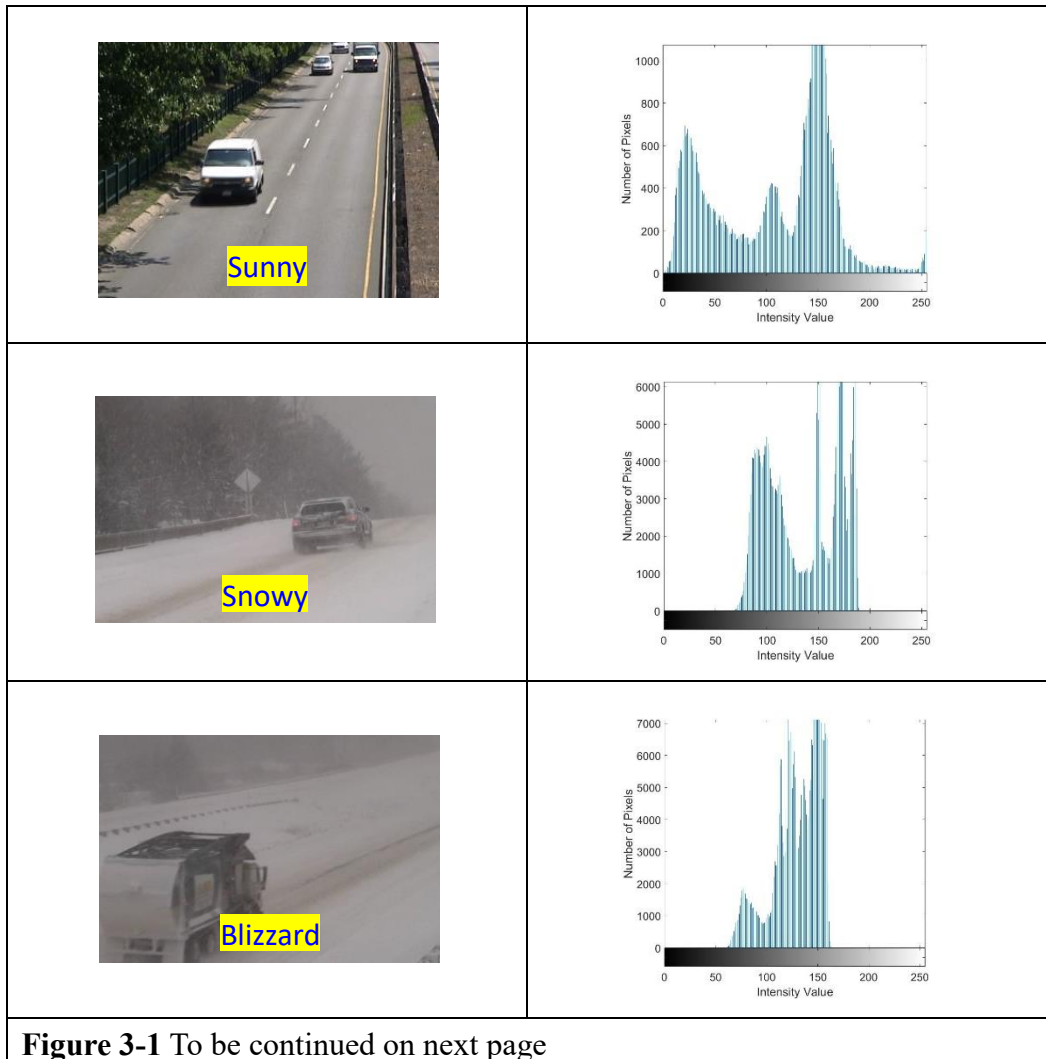 Sunny
1000
800
600
400
200
0
Number of Pixels
0 50 100 150 200 250
Intensity Value
Snowy
6000
5000
4000
3000
2000
1000
0
Number of Pixels
0 50 100 150 200 250
Intensity Value
Blizzard
7000
6000
5000
4000
3000
2000
1000
0
Number of Pixels
0 50 100 150 200 250
Intensity Value
Figure 3-1 To be continued on next page